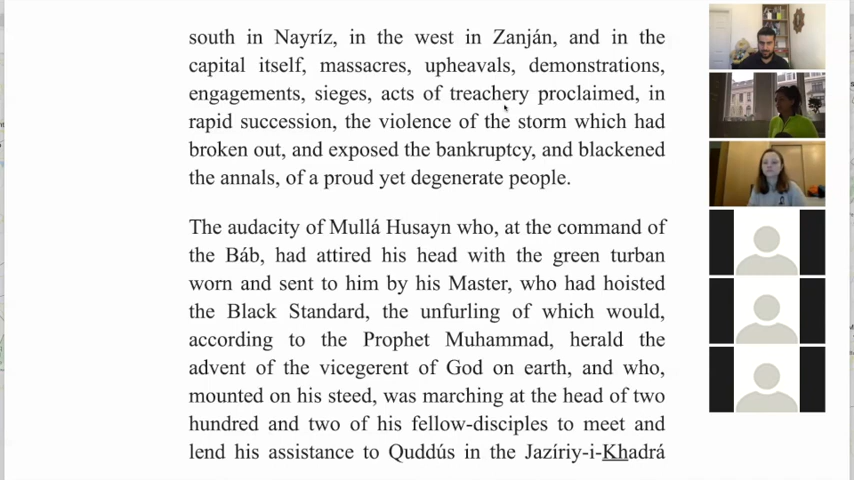 south in Nayríz, in the west in Zanján, and in the
capital itself, massacres, upheavals, demonstrations,
engagements, sieges, acts of treachery proclaimed, in
rapid succession, the violence of the storm which had
broken out, and exposed the bankruptcy, and blackened
the annals, of a proud yet degenerate people.
The audacity of Mullá Husayn who, at the command of
the Báb, had attired his head with the green turban
worn and sent to him by his Master, who had hoisted
the Black Standard, the unfurling of which would,
according to the Prophet Muhammad, herald the
advent of the vicegerent of God on earth, and who,
mounted on his steed, was marching at the head of two
hundred and two of his fellow-disciples to meet and
lend his assistance to Quddús in the Jazíriy-i-Khadrá